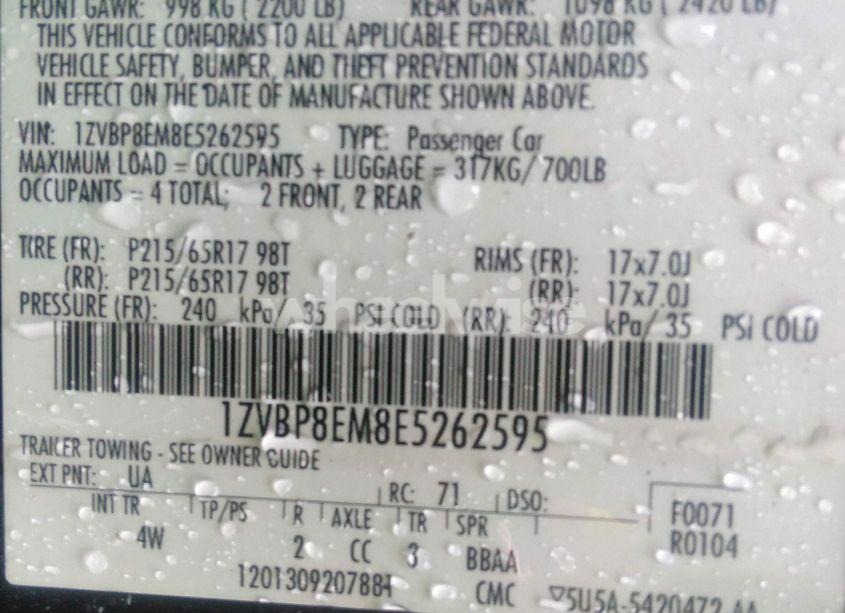 FRONT GAWR: 998 KG ( 2200 LB) REAR GAWR: 1098 KG ( 2420 LB)
THIS VEHICLE CONFORMS TO ALL APPLICABLE FEDERAL MOTOR
VEHICLE SAFETY, BUMPER, AND THEFT PREVENTION STANDARDS
IN EFFECT ON THE DATE OF MANUFACTURE SHOWN ABOVE.
VIN: 1ZVBP8EM8E5262595 TYPE: Passenger Car
MAXIMUM LOAD = OCCUPANTS + LUGGAGE = 317KG/ 700LB
OCCUPANTS = 4 TOTAL; 2 FRONT, 2 REAR
TIRE (FR): P215/65R17 98T RIMS (FR): 17x7.0J
(RR): P215/65R17 98T (RR): 17x7.0J
PRESSURE (FR): 240 kPa/ 35 PSI COLD (RR): 240 kPa/ 35 PSI COLD
wheelwise
1ZVBP8EM8E5262595
TRAILER TOWING - SEE OWNER GUIDE
EXT PNT: UA RC: 71 DSO:
INT TR TP/PS R AXLE TR SPR F0071
4W 2 CC 3 BBAA R0104
1201309207884 CMC ▽5U5A-5420472-AA